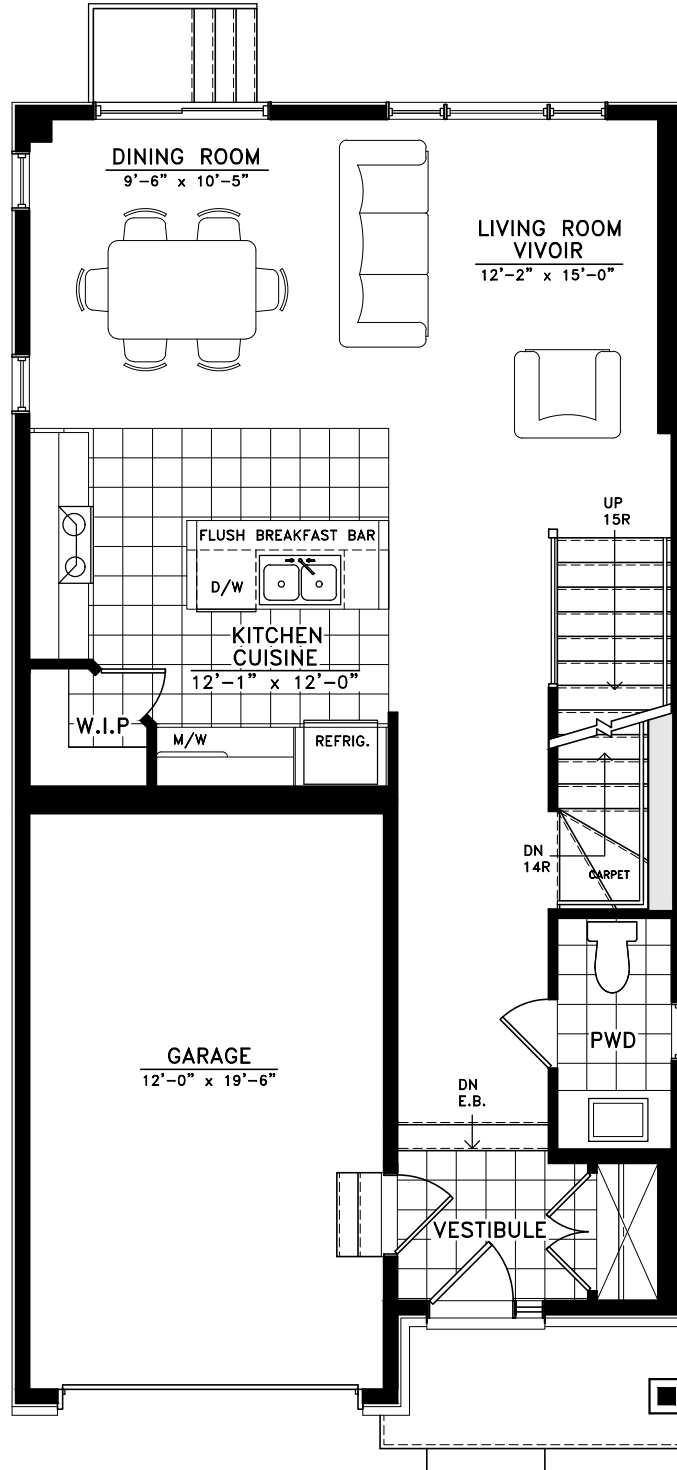 DINING ROOM
9'-6" x 10'-5"
LIVING ROOM
VIVOIR
12'-2" x 15'-0"
UP
15R
FLUSH BREAKFAST BAR
D/W
KITCHEN
CUISINE
12'-1" x 12'-0"
W.I.P
M/W
REFRIG.
DN
14R
CARPET
GARAGE
12'-0" x 19'-6"
PWD
DN
E.B.
VESTIBULE